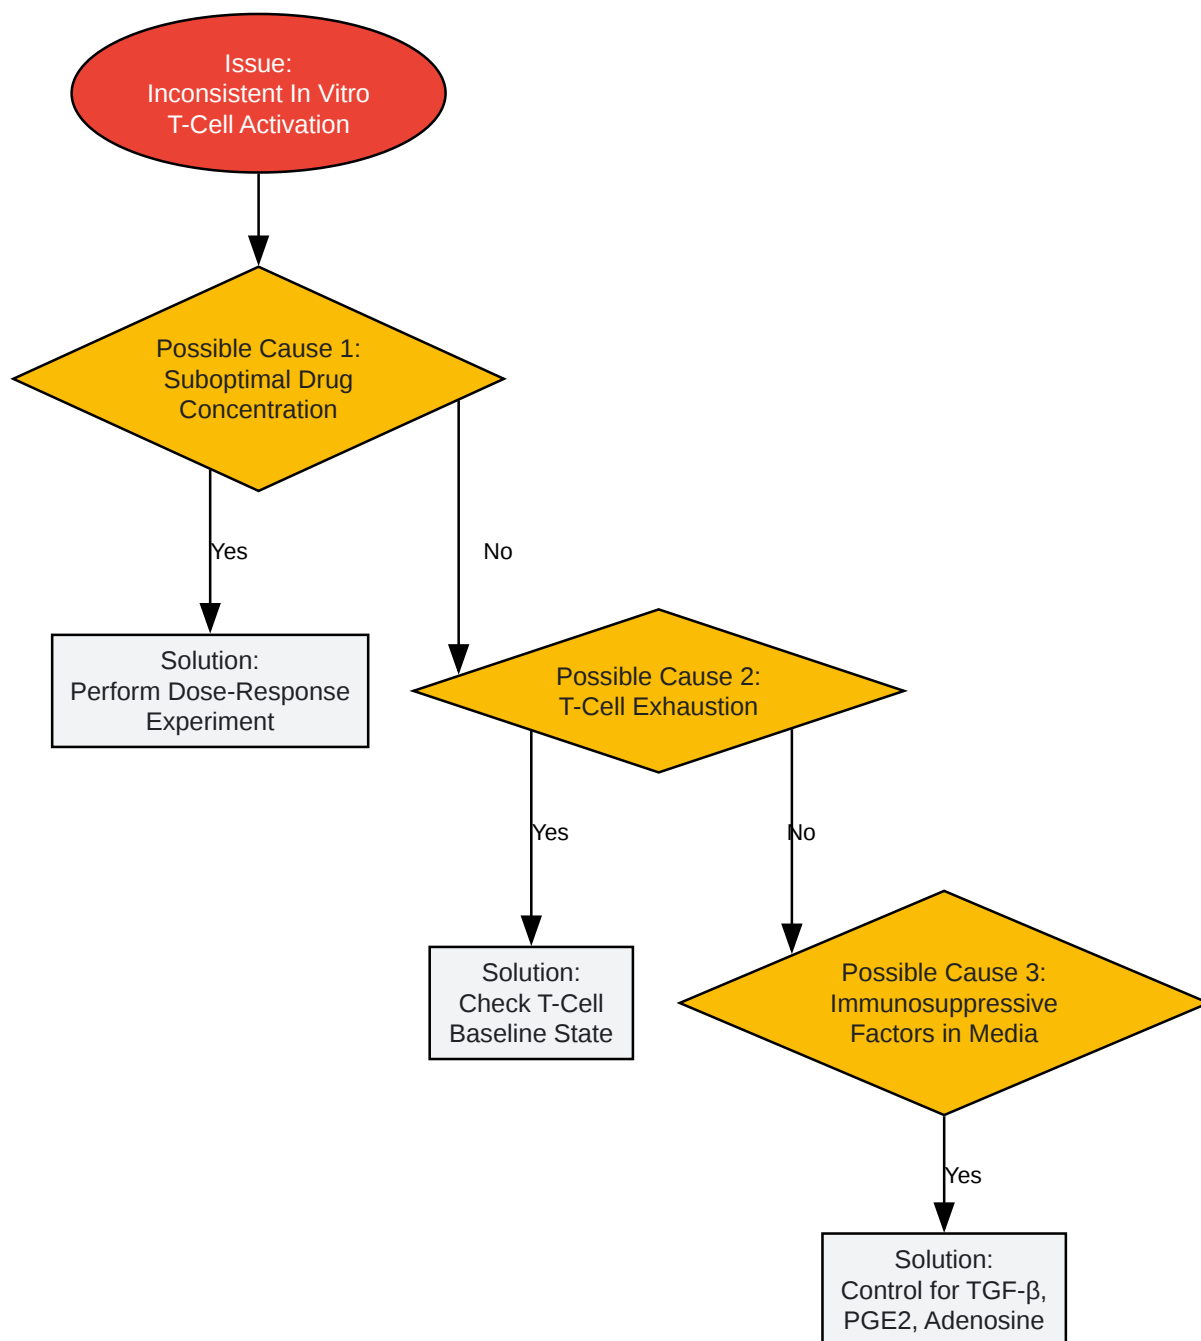 Issue:
Inconsistent In Vitro
T-Cell Activation
Possible Cause 1:
Suboptimal Drug
Concentration
Yes
No
Solution:
Perform Dose-Response
Experiment
Possible Cause 2:
T-Cell Exhaustion
Yes
No
Solution:
Check T-Cell
Baseline State
Possible Cause 3:
Immunosuppressive
Factors in Media
Yes
Solution:
Control for TGF-β,
PGE2, Adenosine